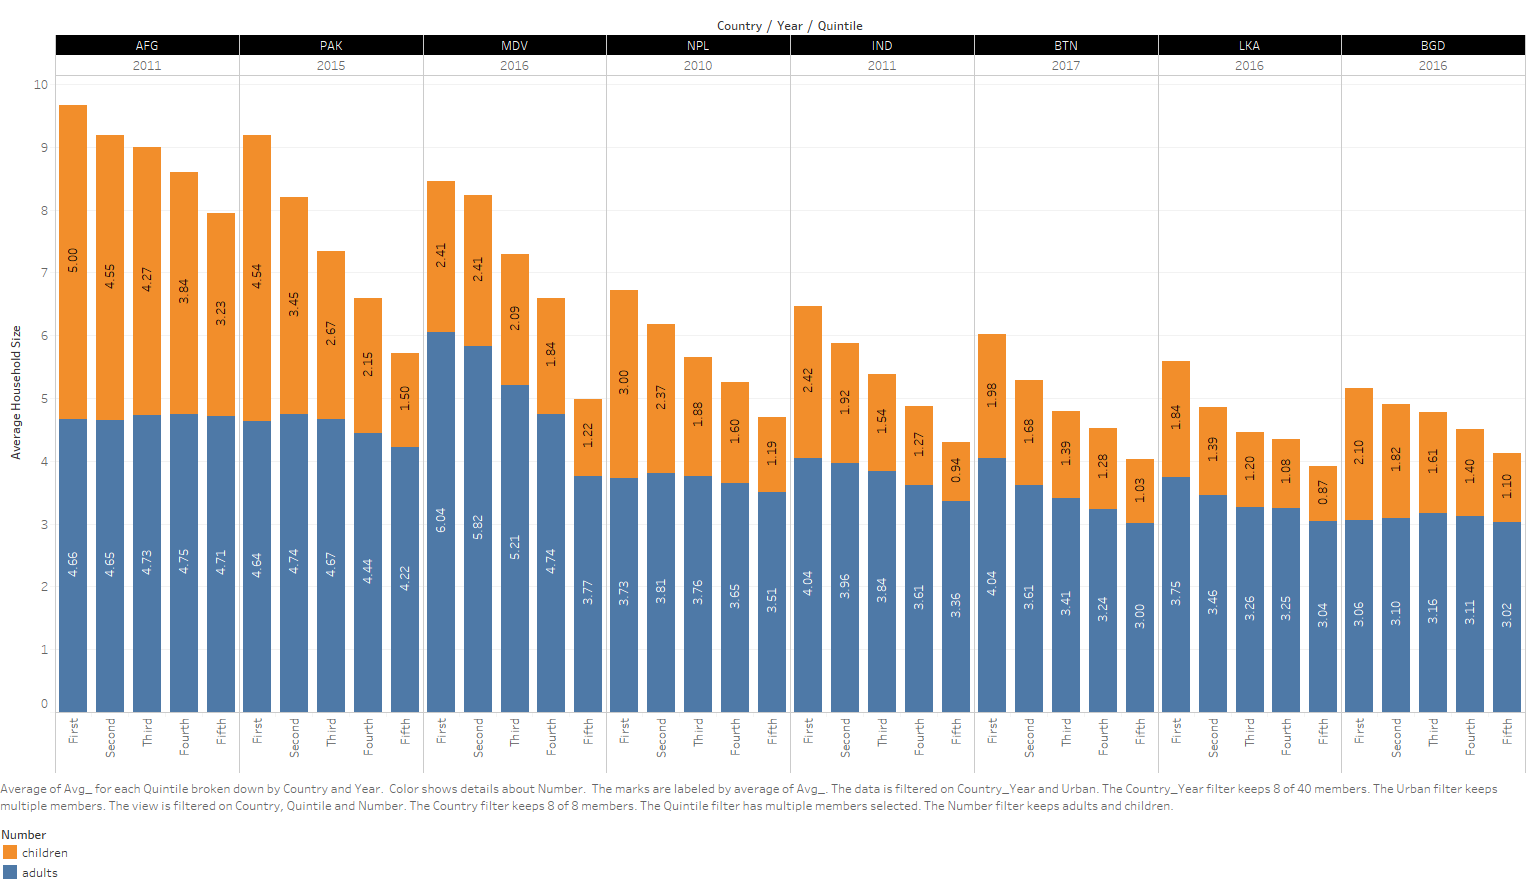 Country / Year / Quintile
AFG PAK MDV NPL IND BTN LKA BGD
2011 2015 2016 2010 2011 2017 2016 2016
Average Household Size
10
9
8
7
6
5
4
3
2
1
0
5.00 4.55 4.27 3.84 3.23 4.54 3.45 2.67 2.15 1.50 2.41 2.41 2.09 1.84 1.22 3.00 2.37 1.88 1.60 1.19 2.42 1.92 1.54 1.27 0.94 1.98 1.68 1.39 1.28 1.03 1.84 1.39 1.20 1.08 0.87 2.10 1.82 1.61 1.40 1.10
4.66 4.65 4.73 4.75 4.71 4.64 4.74 4.67 4.44 4.22 6.04 5.82 5.21 4.74 3.77 3.73 3.81 3.76 3.65 3.51 4.04 3.96 3.84 3.61 3.36 4.04 3.61 3.41 3.24 3.00 3.75 3.46 3.26 3.25 3.04 3.06 3.10 3.16 3.11 3.02
First Second Third Fourth Fifth First Second Third Fourth Fifth First Second Third Fourth Fifth First Second Third Fourth Fifth First Second Third Fourth Fifth First Second Third Fourth Fifth First Second Third Fourth Fifth First Second Third Fourth Fifth
Average of Avg_ for each Quintile broken down by Country and Year.  Color shows details about Number.  The marks are labeled by average of Avg_. The data is filtered on Country_Year and Urban. The Country_Year filter keeps 8 of 40 members. The Urban filter keeps
multiple members. The view is filtered on Country, Quintile and Number. The Country filter keeps 8 of 8 members. The Quintile filter has multiple members selected. The Number filter keeps adults and children.
Number
children
adults